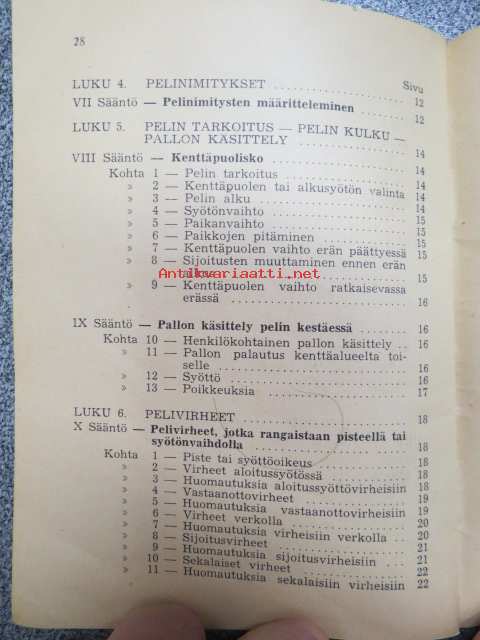 28
LUKU 4. PELINIMITYKSET Sivu 12
VII Sääntö — Pelinimitysten määritteleminen 12
LUKU 5. PELIN TARKOITUS — PELIN KULKU —
PALLON KÄSITTELY 14
VIII Sääntö — Kenttäpuolisko 14
Kohta 1 — Pelin tarkoitus 14
» 2 — Kenttäpuolen tai alkusyötön valinta 14
» 3 — Pelin alku 14
» 4 — Syötönvaihto 14
» 5 — Paikanvaihto 15
» 6 — Paikkojen pitäminen 15
» 7 — Kenttäpuolen vaihto erän päättyessä 15
» 8 — Sijoitusten muuttaminen ennen erän
alkua 15
Antikvariaatti.net
» 9 — Kenttäpuolen vaihto ratkaisevassa
erässä 16
IX Sääntö — Pallon käsittely pelin kestäessä 16
Kohta 10 — Henkilökohtainen pallon käsittely 16
» 11 — Pallon palautus kenttäalueelta toi-
selle 16
» 12 — Syöttö 16
» 13 — Poikkeuksia 17
LUKU 6. PELIVIRHEET 18
X Sääntö — Pelivirheet, jotka rangaistaan pisteellä tai
syötönvaihdolla 18
Kohta 1 — Piste tai syöttöoikeus 18
» 2 — Virheet aloitussyötössä 18
» 3 — Huomautuksia aloitussyöttövirheisiin 18
» 4 — Vastaanottovirheet 19
» 5 — Huomautuksia vastaanottovirheisiin 19
» 6 — Virheet verkolla 20
» 7 — Huomautuksia virheisiin verkolla 20
» 8 — Sijoitusvirheet 21
» 9 — Huomautuksia sijoitusvirheisiin 21
» 10 — Sekalaiset virheet 22
» 11 — Huomautuksia sekalaisiin virheisiin 22